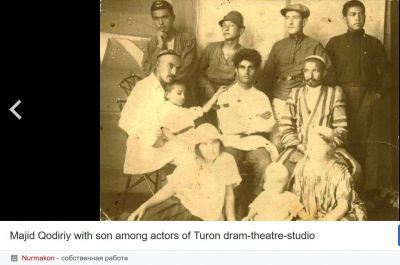 Majid Qodiriy with son among actors of Turon dram-theatre-studio
Nurmakon - собственная работа